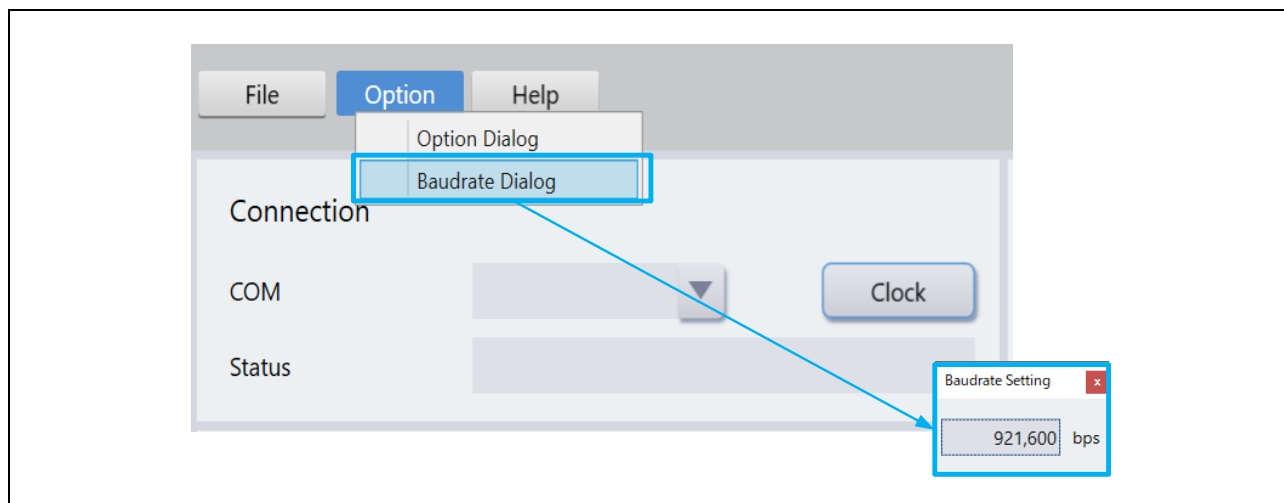 File Option Help
Option Dialog
Baudrate Dialog
Connection
COM Clock
Status
Baudrate Setting x
921,600 bps